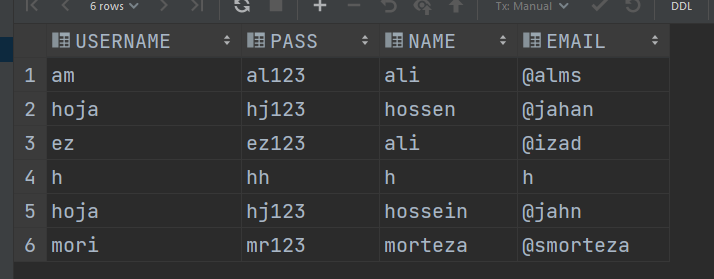 6 rows Tx: Manual DDL
USERNAME PASS NAME EMAIL
1 am al123 ali @alms
2 hoja hj123 hossen @jahan
3 ez ez123 ali @izad
4 h hh h h
5 hoja hj123 hossein @jahn
6 mori mr123 morteza @smorteza